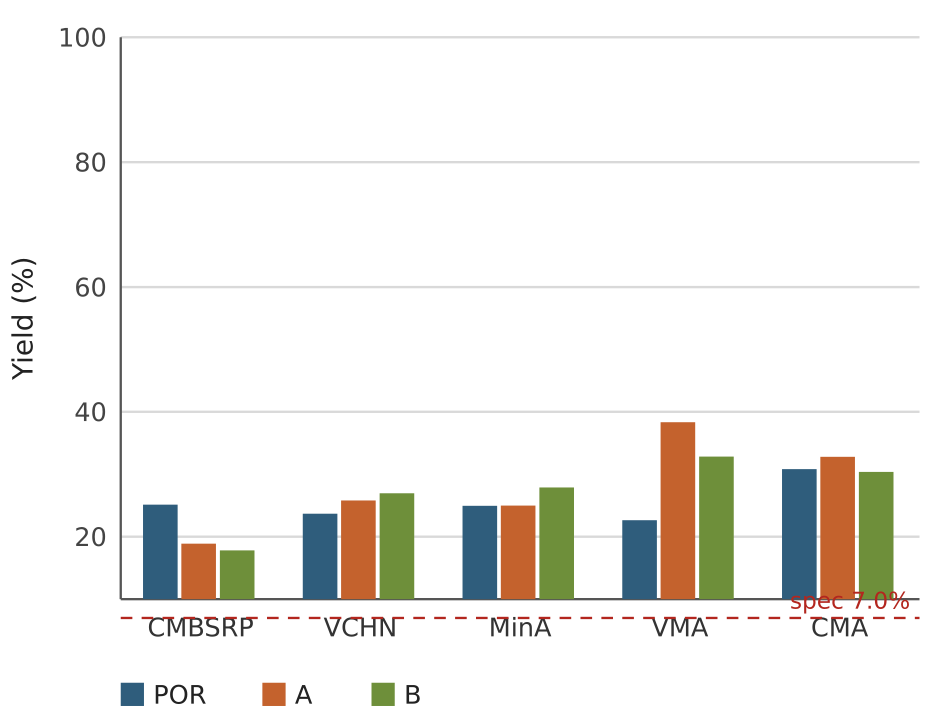 100
80
60
40
20
Yield (%)
spec 7.0%
CMBSRP VCHN MinA VMA CMA
POR A B